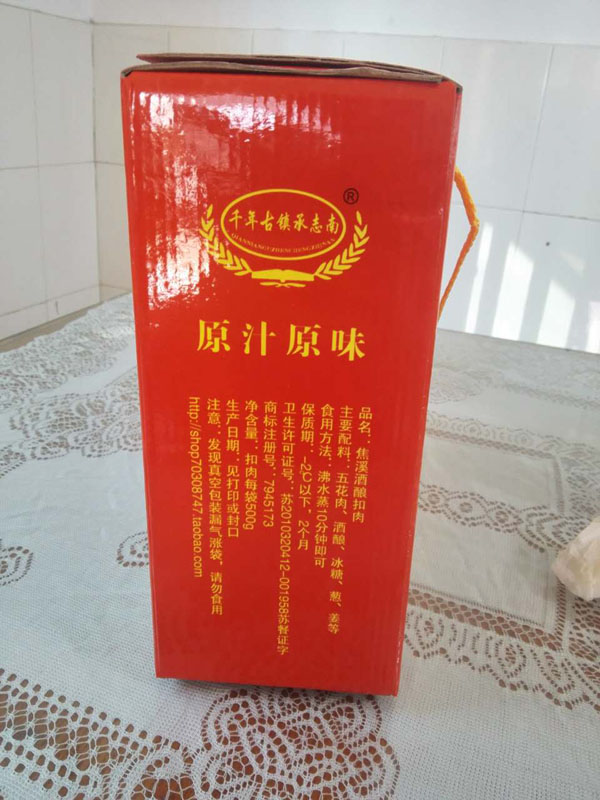 千年古镇承志南
®
原汁原味
品名：焦溪酒酿扣肉
主要配料：五花肉、酒酿、冰糖、葱、姜等
食用方法：沸水蒸10分钟即可
保质期：-2℃以下，2个月
卫生许可证号：苏2010320412-001958苏餐证字
商标注册号：7945173
净含量：扣肉每袋500g
生产日期：见打印或封口
注意：发现真空包装漏气涨袋，请勿食用
http://shop70308747.taobao.com